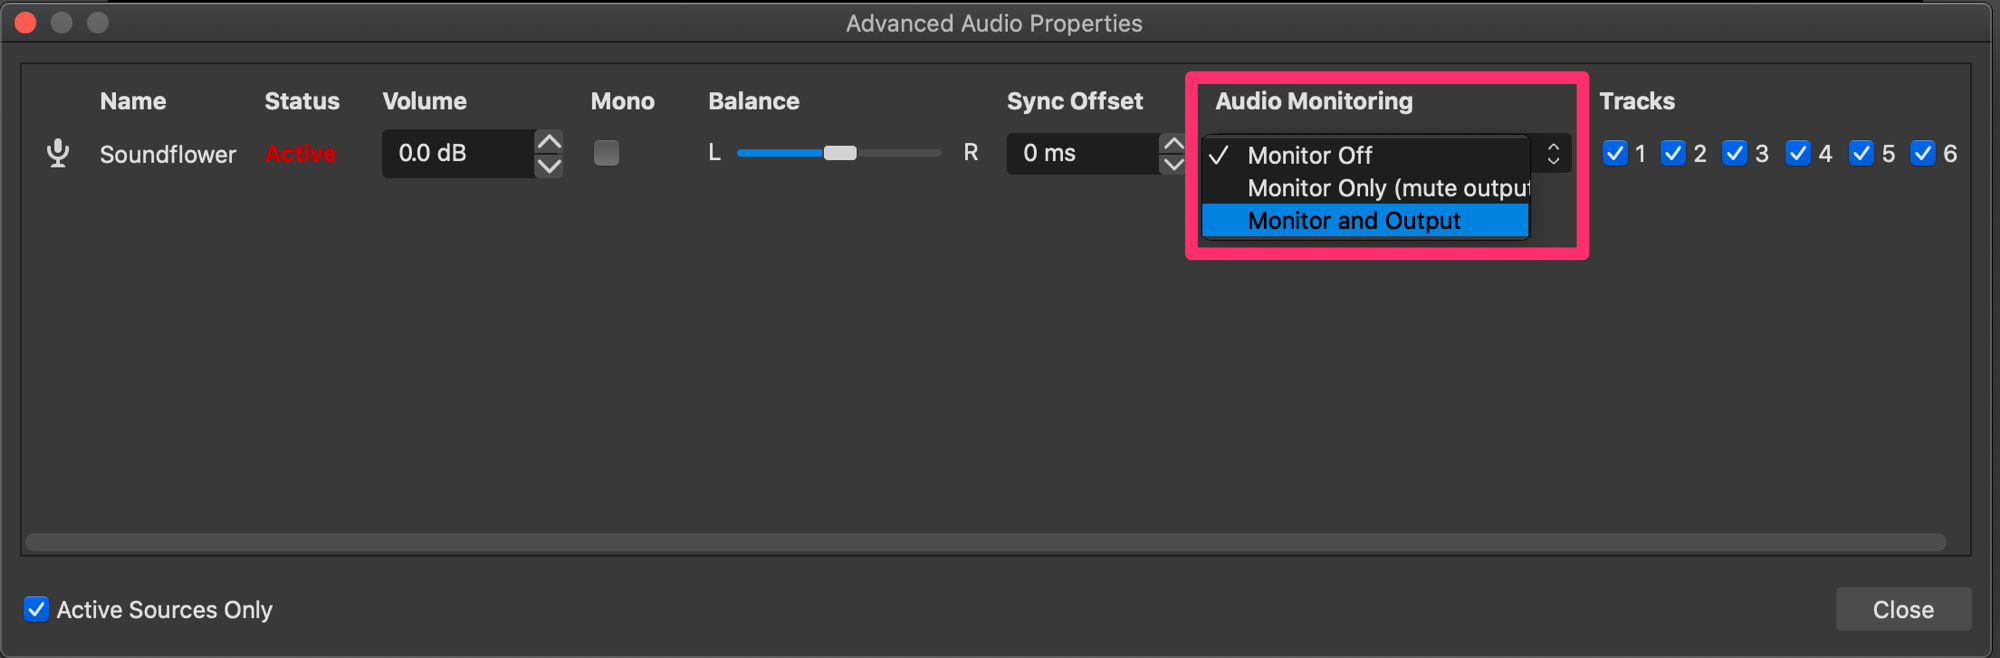 Advanced Audio Properties
Name Status Volume Mono Balance Sync Offset Audio Monitoring Tracks
Soundflower Active 0.0 dB L R 0 ms Monitor Off 1 2 3 4 5 6
Monitor Only (mute output
Monitor and Output
Active Sources Only Close